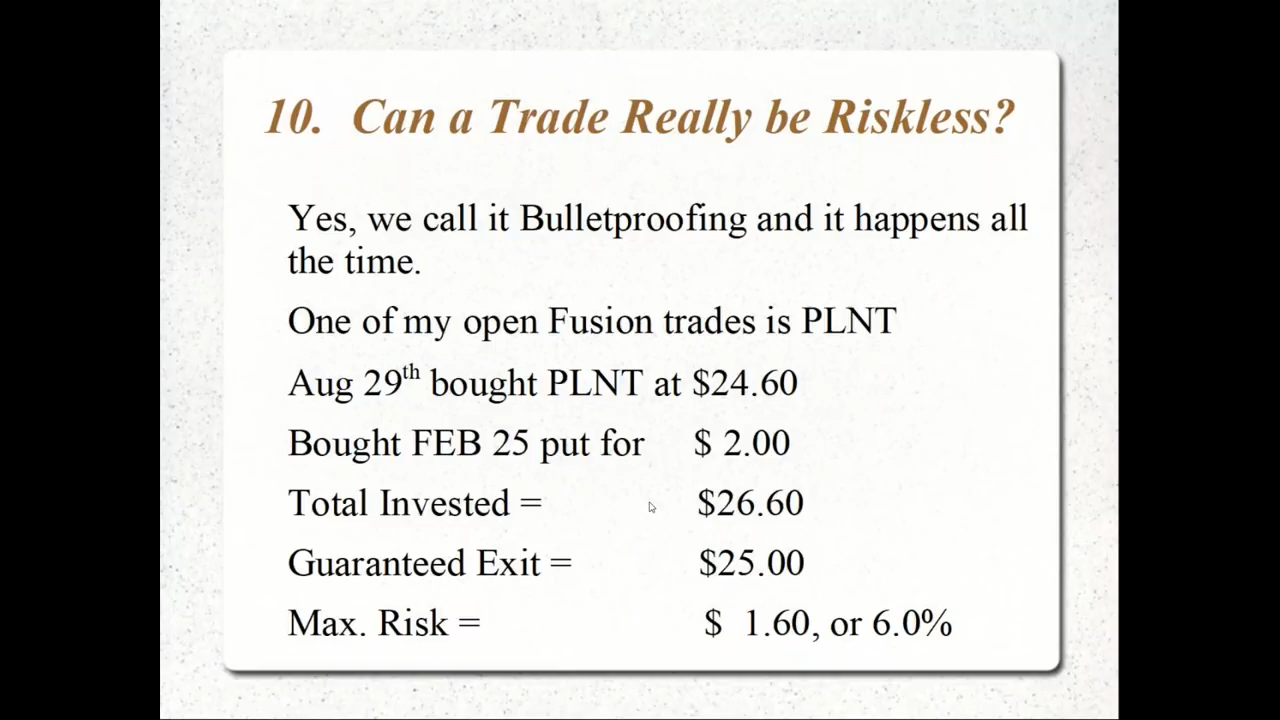 10. Can a Trade Really be Riskless?
Yes, we call it Bulletproofing and it happens all
the time.
One of my open Fusion trades is PLNT
Aug 29th bought PLNT at $24.60
Bought FEB 25 put for $ 2.00
Total Invested = $26.60
Guaranteed Exit = $25.00
Max. Risk = $ 1.60, or 6.0%